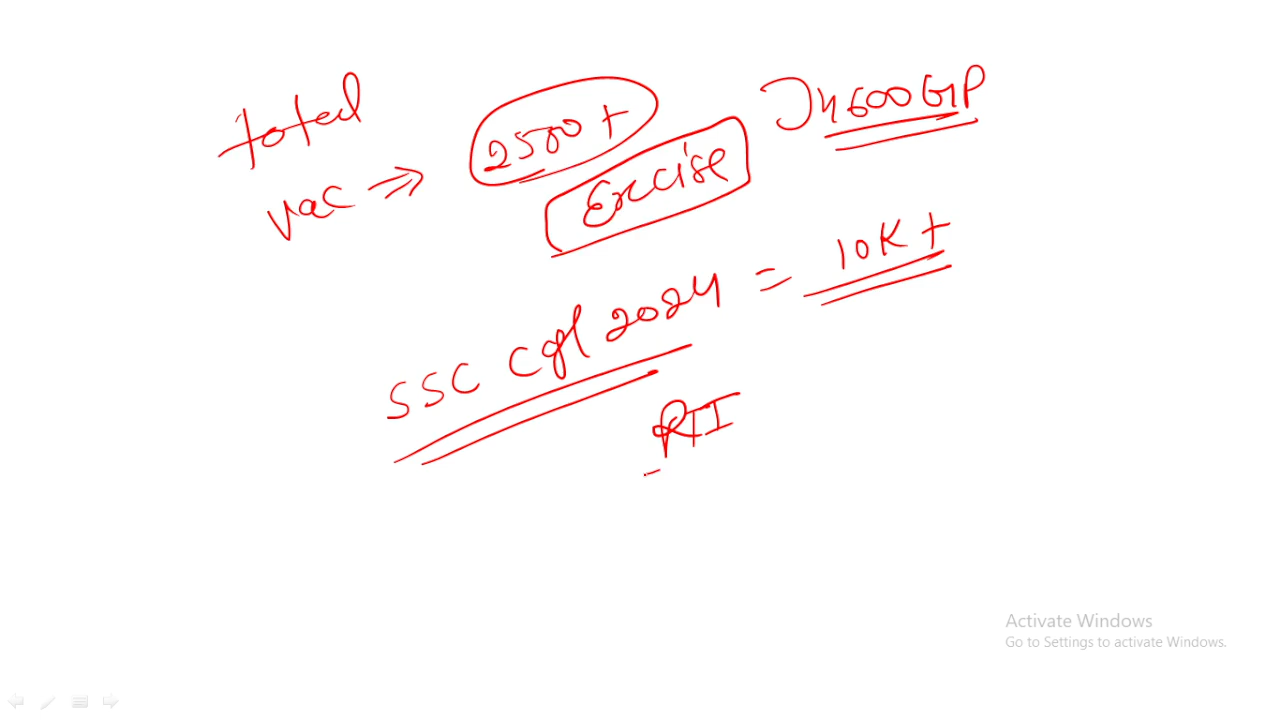 total
vac ⇒ 2500+ } 4600 GP
Excise
SSC Cgl 2024 = 10K+
RTI
Activate Windows
Go to Settings to activate Windows.